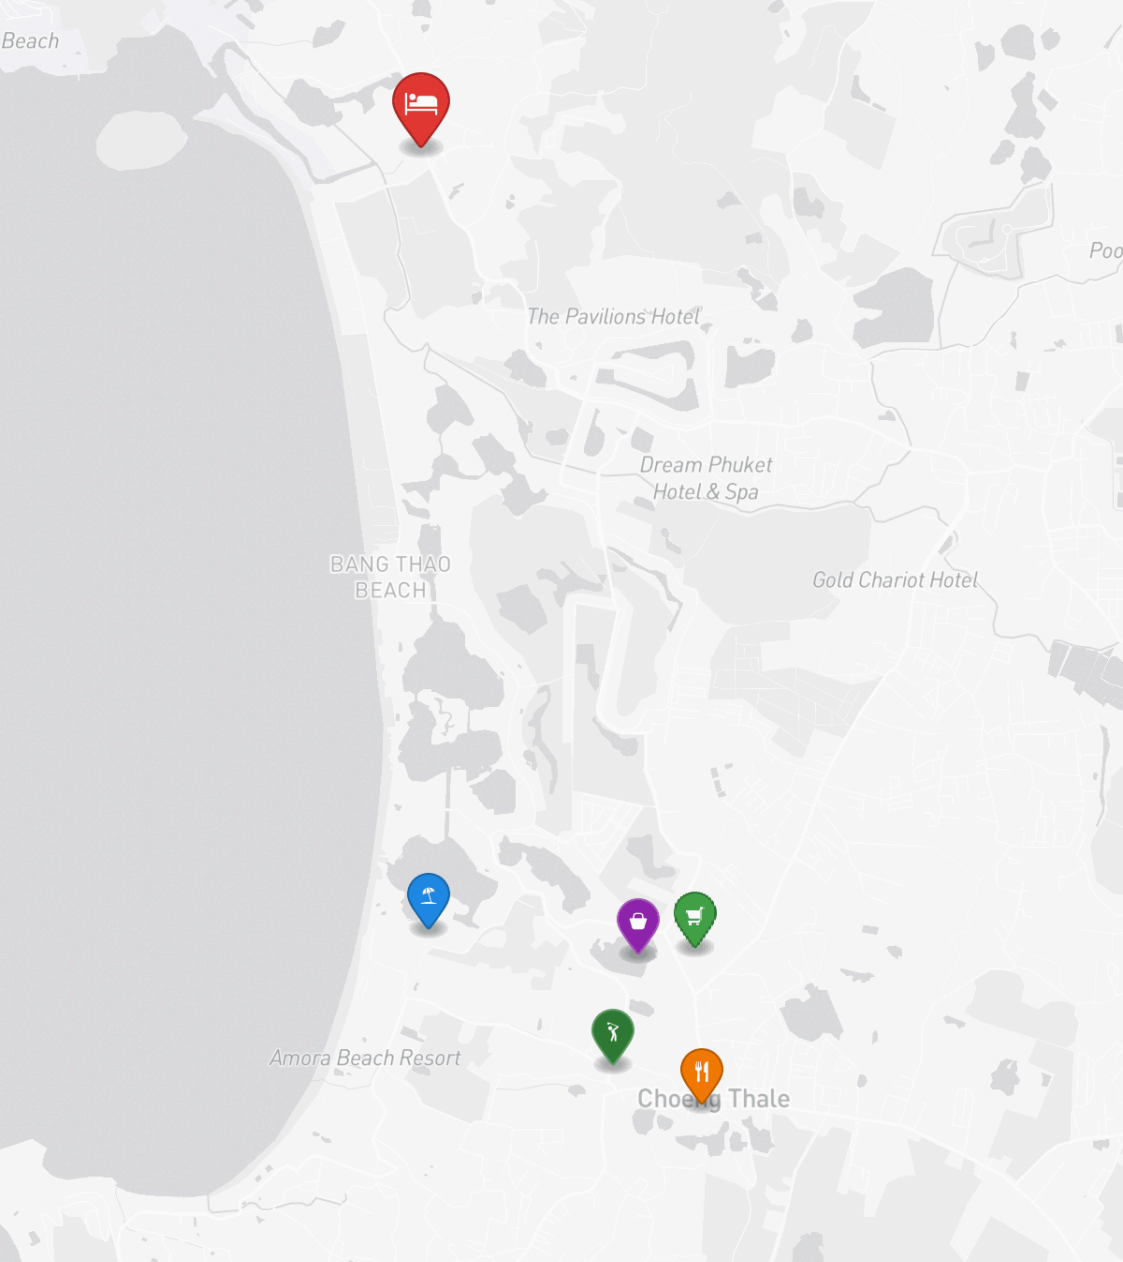 Beach
Poo
The Pavilions Hotel
Dream Phuket
Hotel & Spa
BANG THAO
BEACH
Gold Chariot Hotel
Amora Beach Resort
Choeng Thale